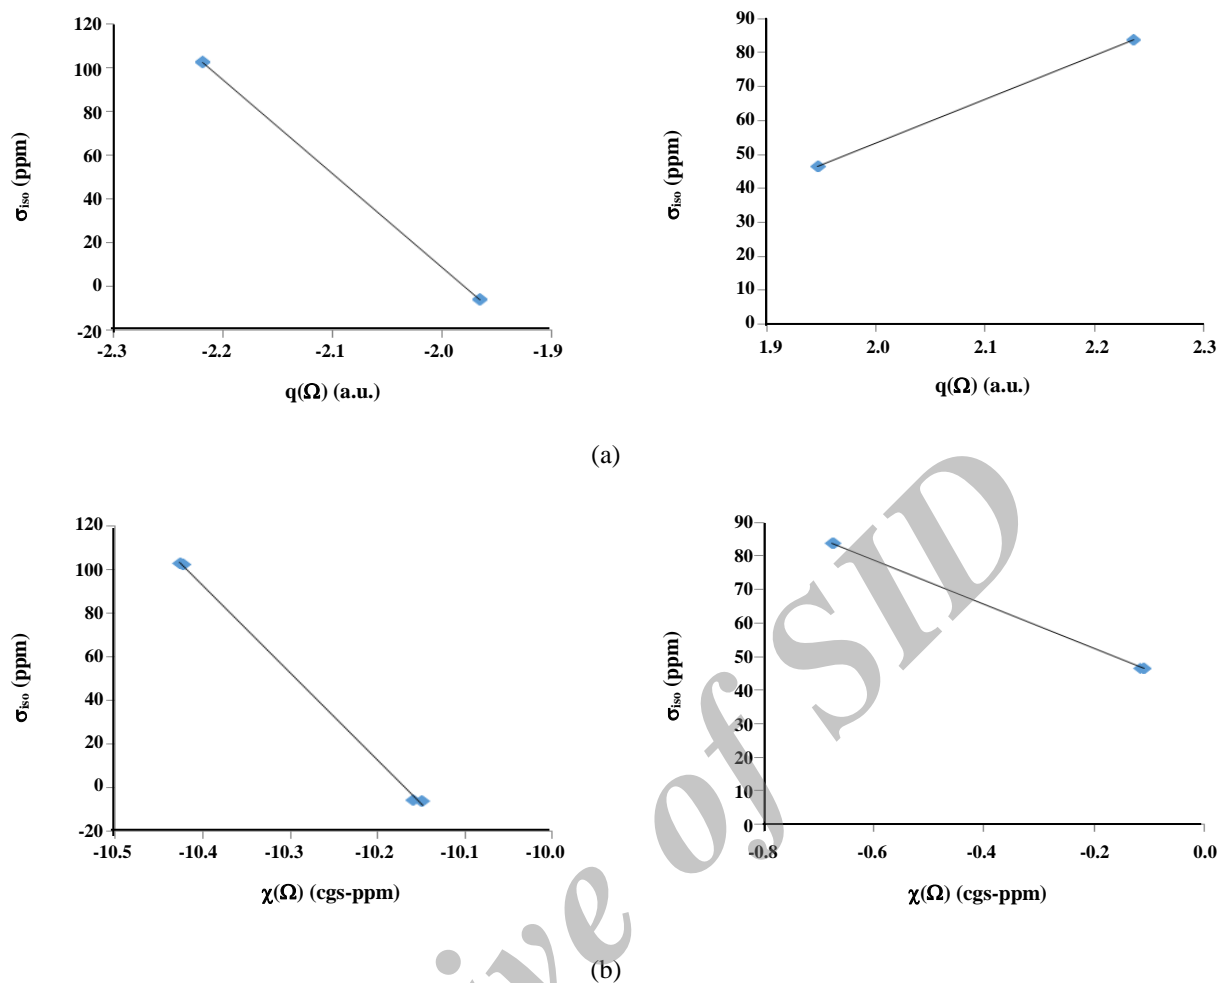 120
100
80
60
40
20
0
-20
σiso (ppm)
-2.3 -2.2 -2.1 -2.0 -1.9
q(Ω) (a.u.)
90
80
70
60
50
40
30
20
10
0
σiso (ppm)
1.9 2.0 2.1 2.2 2.3
q(Ω) (a.u.)
(a)
120
100
80
60
40
20
0
-20
σiso (ppm)
-10.5 -10.4 -10.3 -10.2 -10.1 -10.0
χ(Ω) (cgs-ppm)
90
80
70
60
50
40
30
20
10
0
σiso (ppm)
-0.8 -0.6 -0.4 -0.2 0.0
χ(Ω) (cgs-ppm)
(b)
ive of SID